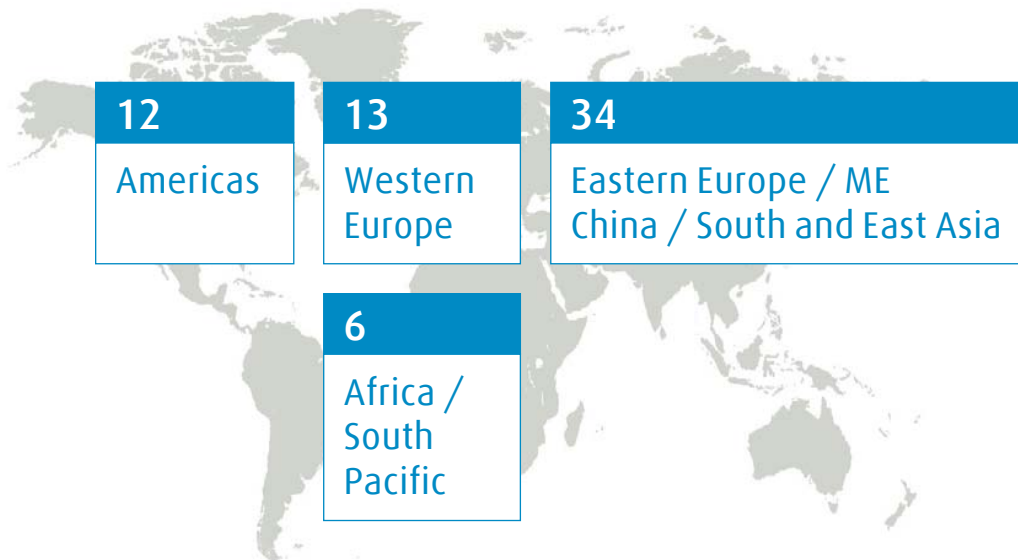 12
Americas
13
Western
Europe
34
Eastern Europe / ME
China / South and East Asia
6
Africa /
South
Pacific